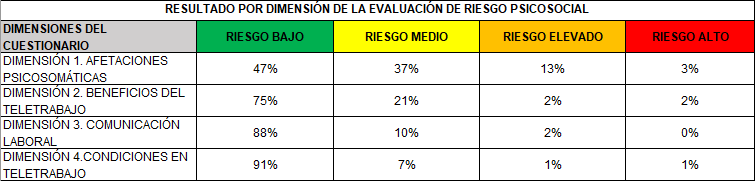 RESULTADO POR DIMENSIÓN DE LA EVALUACIÓN DE RIESGO PSICOSOCIAL
DIMENSIONES DEL
CUESTIONARIO
RIESGO BAJO
RIESGO MEDIO
RIESGO ELEVADO
RIESGO ALTO
DIMENSIÓN 1. AFETACIONES
PSICOSOMÁTICAS
47%
37%
13%
3%
DIMENSIÓN 2. BENEFICIOS DEL
TELETRABAJO
75%
21%
2%
2%
DIMENSIÓN 3. COMUNICACIÓN
LABORAL
88%
10%
2%
0%
DIMENSIÓN 4.CONDICIONES EN
TELETRABAJO
91%
7%
1%
1%